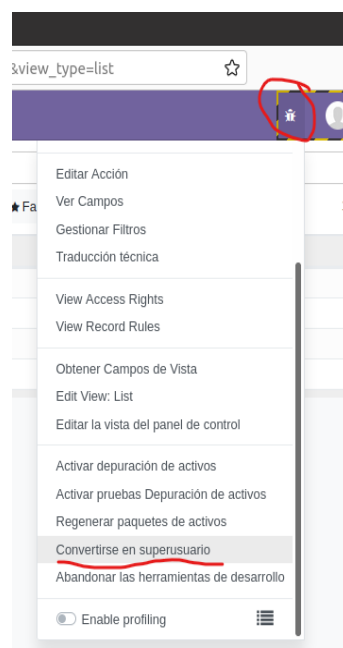 &view_type=list
Fa
Editar Acción
Ver Campos
Gestionar Filtros
Traducción técnica
View Access Rights
View Record Rules
Obtener Campos de Vista
Edit View: List
Editar la vista del panel de control
Activar depuración de activos
Activar pruebas Depuración de activos
Regenerar paquetes de activos
Convertirse en superusuario
Abandonar las herramientas de desarrollo
Enable profiling